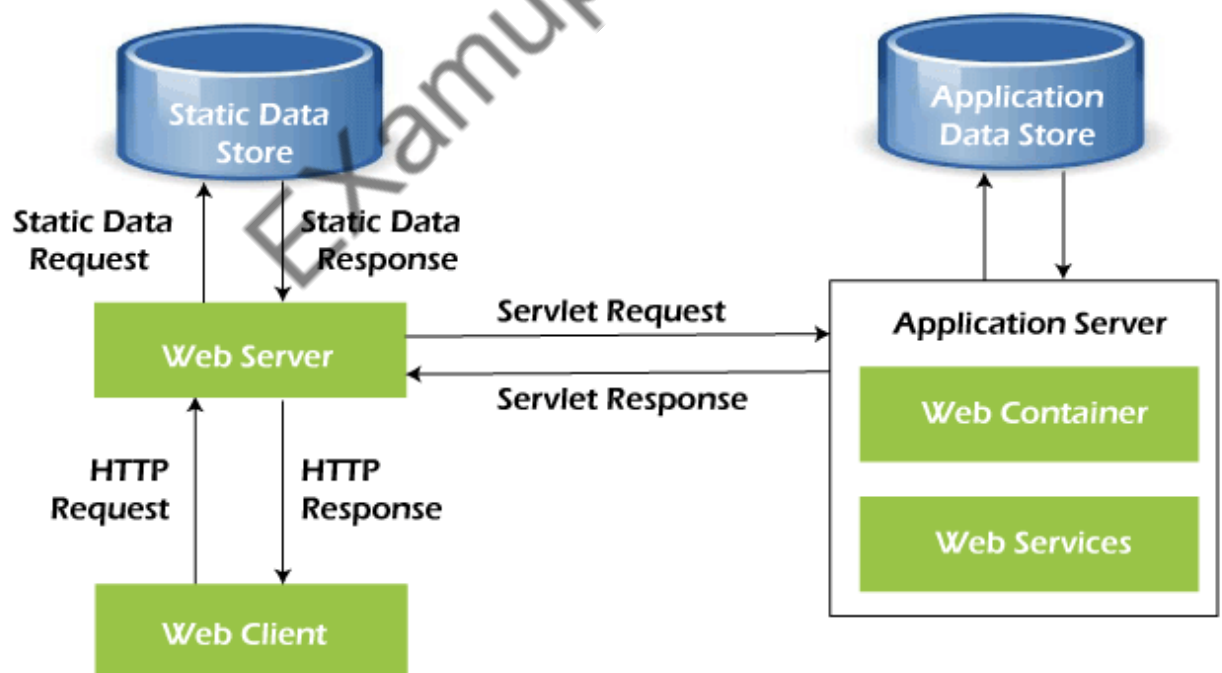 Static Data
Store
Application
Data Store
Static Data
Request
Static Data
Response
Web Server
Servlet Request
Servlet Response
Application Server
Web Container
Web Services
HTTP
Request
HTTP
Response
Web Client